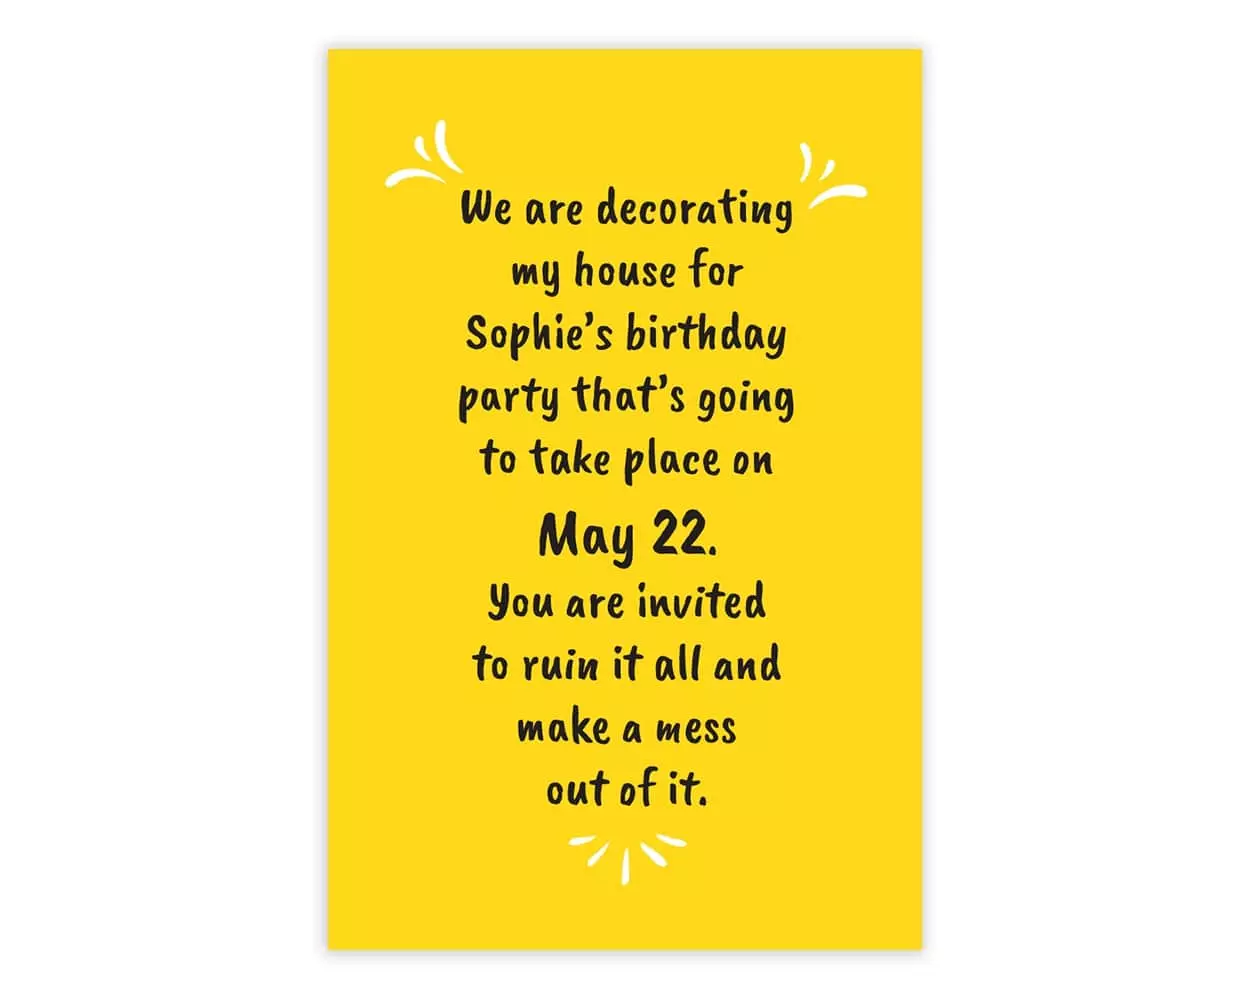 We are decorating
my house for
Sophie's birthday
party that's going
to take place on
May 22.
You are invited
to ruin it all and
make a mess
out of it.